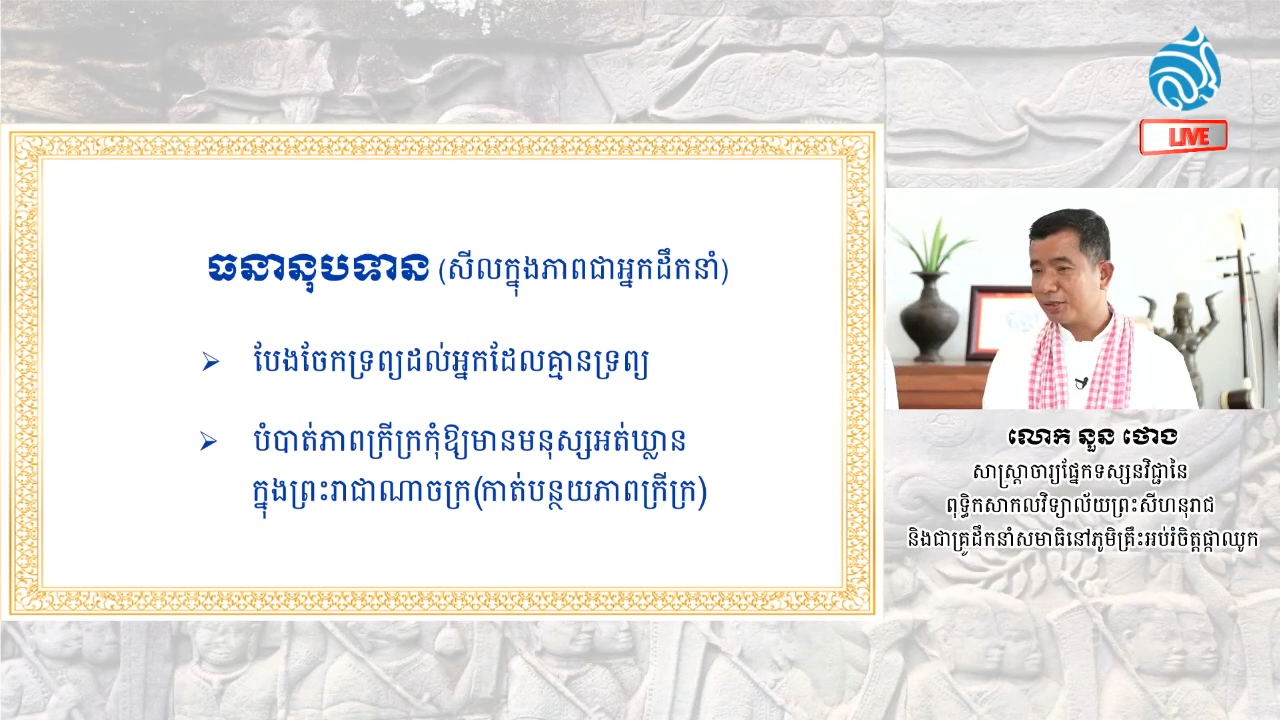 ធនានុបទាន (សីលក្នុងភាពជាអ្នកដឹកនាំ)
បែងចែកទ្រព្យដល់អ្នកដែលគ្មានទ្រព្យ
បំបាត់ភាពក្រីក្រកុំឱ្យមានមនុស្សអត់ឃ្លាន
ក្នុងព្រះរាជាណាចក្រ(កាត់បន្ថយភាពក្រីក្រ)
LIVE
លោក នួន ថោង
សាស្ត្រាចារ្យផ្នែកទស្សនវិជ្ជានៃ
ពុទ្ធិកសាកលវិទ្យាល័យព្រះសីហនុរាជ
និងជាគ្រូដឹកនាំសមាធិនៅភូមិគ្រឹះអប់រំចិត្តផ្កាឈូក